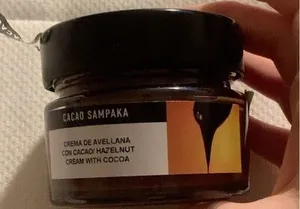 CACAO SAMPAKA
CREMA DE AVELLANA
CON CACAO/ HAZELNUT
CREAM WITH COCOA